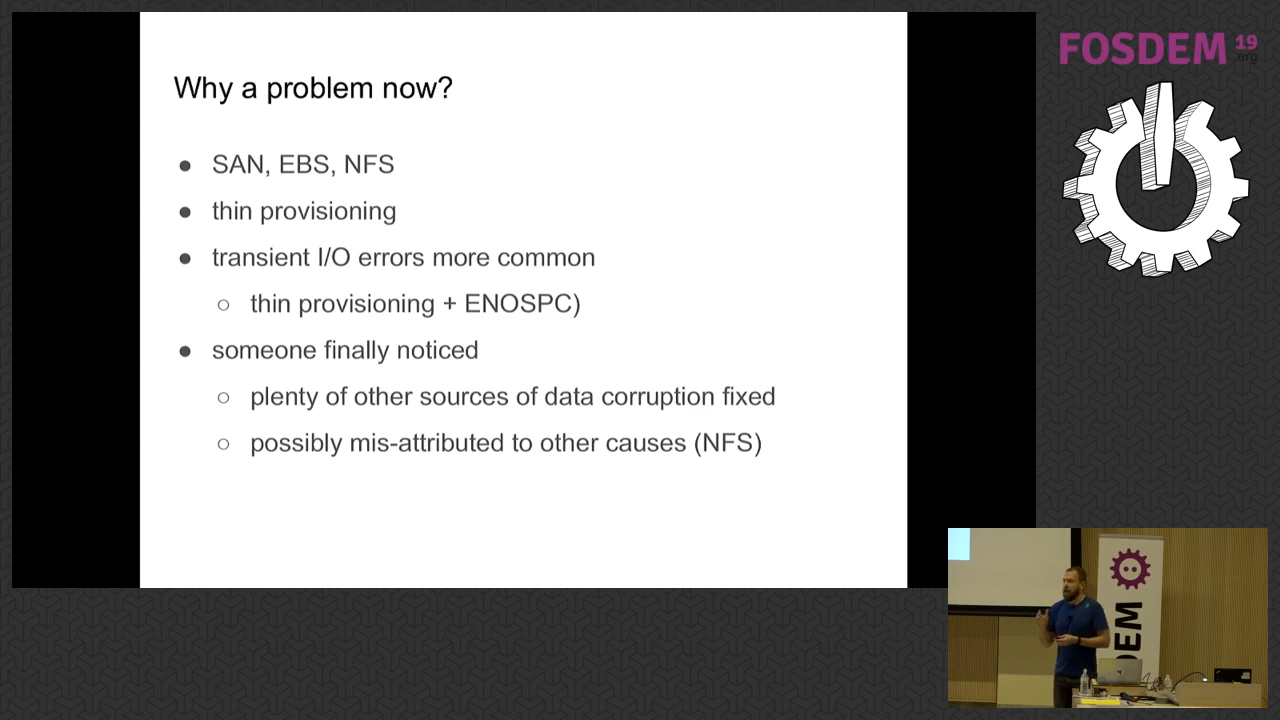 Why a problem now?
● SAN, EBS, NFS
● thin provisioning
● transient I/O errors more common
○ thin provisioning + ENOSPC)
● someone finally noticed
○ plenty of other sources of data corruption fixed
○ possibly mis-attributed to other causes (NFS)
FOSDEM 19
.org
DEM